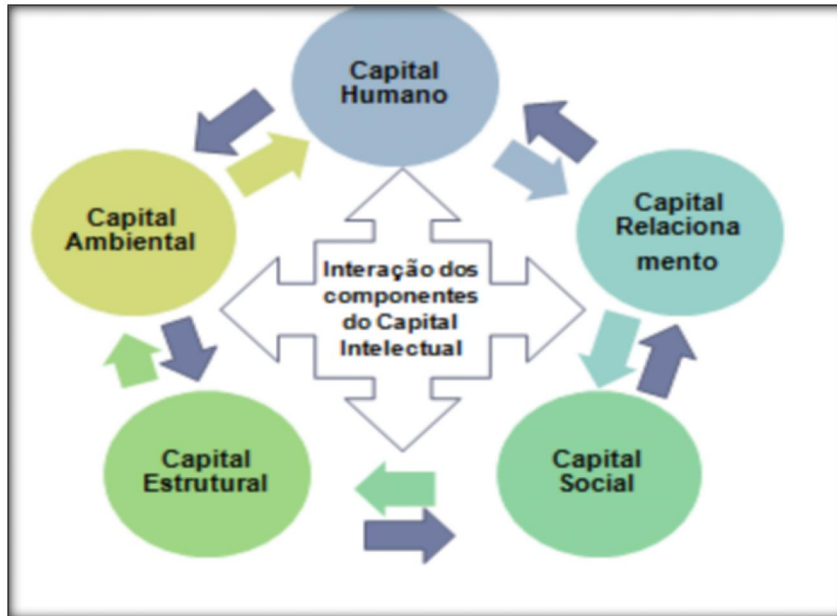 Capital
Humano
Capital
Ambiental
Capital
Relaciona
mento
Interação dos
componentes
do Capital
Intelectual
Capital
Estrutural
Capital
Social